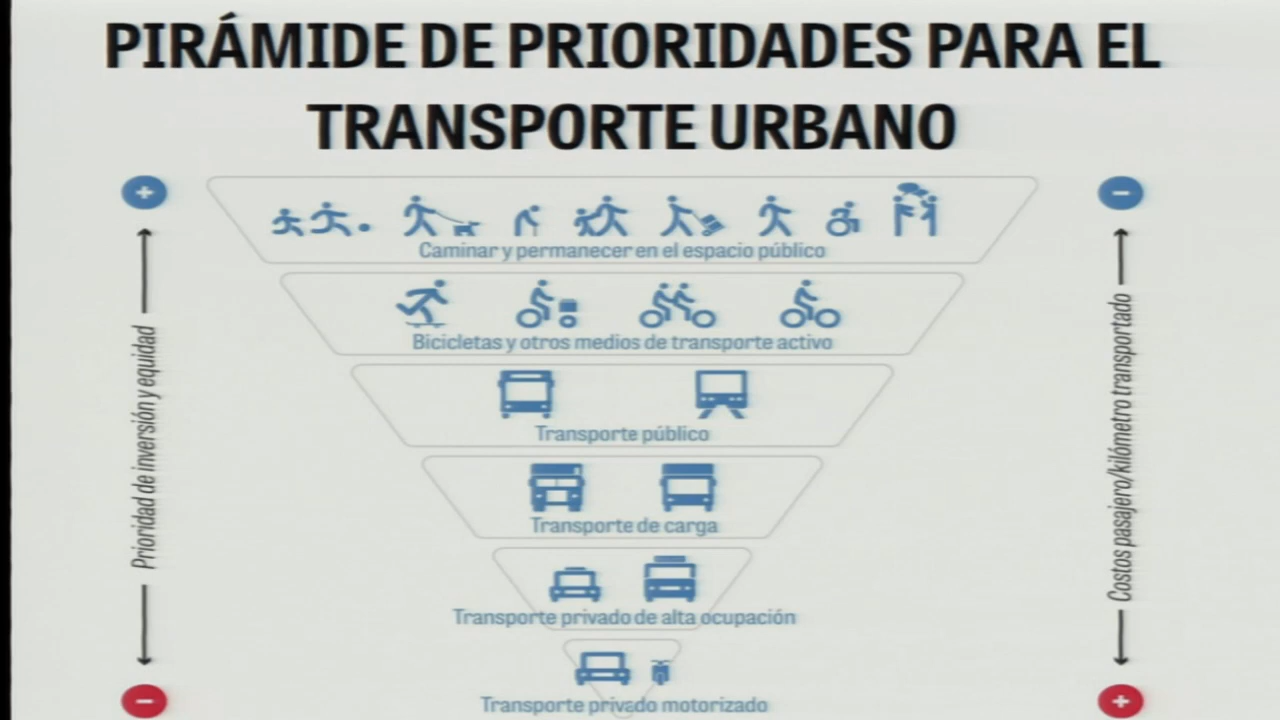 PIRÁMIDE DE PRIORIDADES PARA EL
TRANSPORTE URBANO
Caminar y permanecer en el espacio público
Bicicletas y otros medios de transporte activo
Transporte público
Transporte de carga
Transporte privado de alta ocupación
Transporte privado motorizado
+
Prioridad de inversión y equidad
-
-
Costos pasajero/kilómetro transportado
+